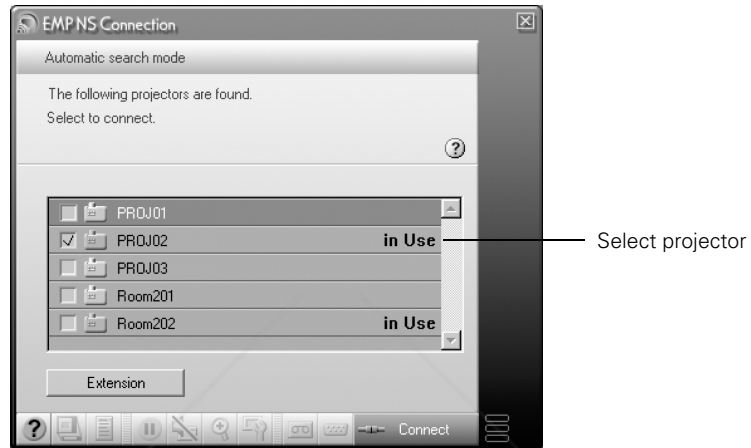 EMP NS Connection
Automatic search mode
The following projectors are found.
Select to connect.
?
PROJ01
PROJ02 in Use
Select projector
PROJ03
Room201
Room202 in Use
Extension
? Connect